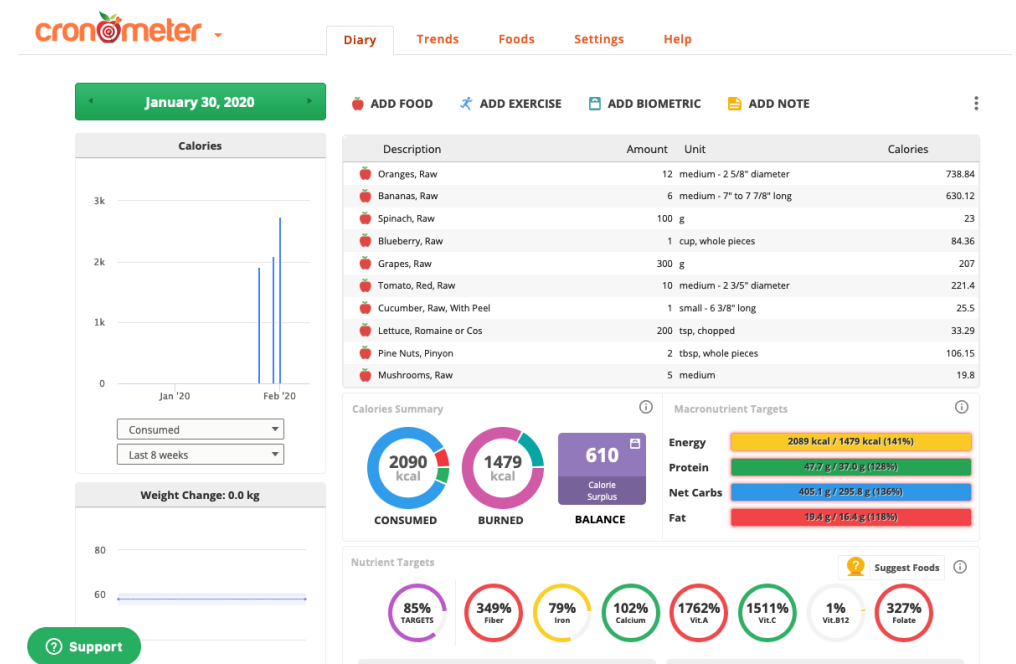 cronometer
Diary Trends Foods Settings Help
January 30, 2020
ADD FOOD ADD EXERCISE ADD BIOMETRIC ADD NOTE
Calories
3k
2k
1k
0
Jan '20 Feb '20
Consumed
Last 8 weeks
Weight Change: 0.0 kg
80
60
Support
Description Amount Unit Calories
Oranges, Raw 12 medium - 2 5/8" diameter 738.84
Bananas, Raw 6 medium - 7" to 7 7/8" long 630.12
Spinach, Raw 100 g 23
Blueberry, Raw 1 cup, whole pieces 84.36
Grapes, Raw 300 g 207
Tomato, Red, Raw 10 medium - 2 3/5" diameter 221.4
Cucumber, Raw, With Peel 1 small - 6 3/8" long 25.5
Lettuce, Romaine or Cos 200 tsp, chopped 33.29
Pine Nuts, Pinyon 2 tbsp, whole pieces 106.15
Mushrooms, Raw 5 medium 19.8
Calories Summary
2090
kcal
CONSUMED
1479
kcal
BURNED
610
Calorie
Surplus
BALANCE
Macronutrient Targets
Energy 2089 kcal / 1479 kcal (141%)
Protein 47.7 g / 37.0 g (128%)
Net Carbs 405.1 g / 295.8 g (136%)
Fat 19.4 g / 16.4 g (118%)
Nutrient Targets
? Suggest Foods
85%
TARGETS
349%
Fiber
79%
Iron
102%
Calcium
1762%
Vit.A
1511%
Vit.C
1%
Vit.B12
327%
Folate